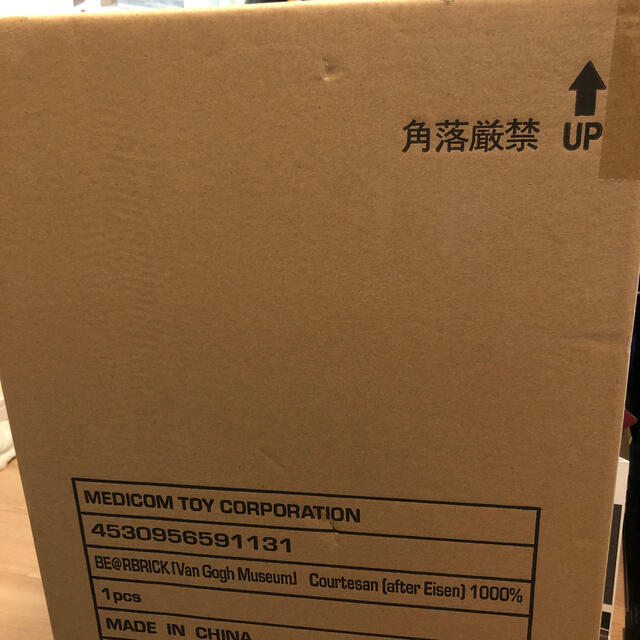 角落厳禁 UP
MEDICOM TOY CORPORATION
4530956591131
BE@RBRICK「Van Gogh Museum」 Courtesan (after Eisen) 1000%
1pcs
MADE IN CHINA